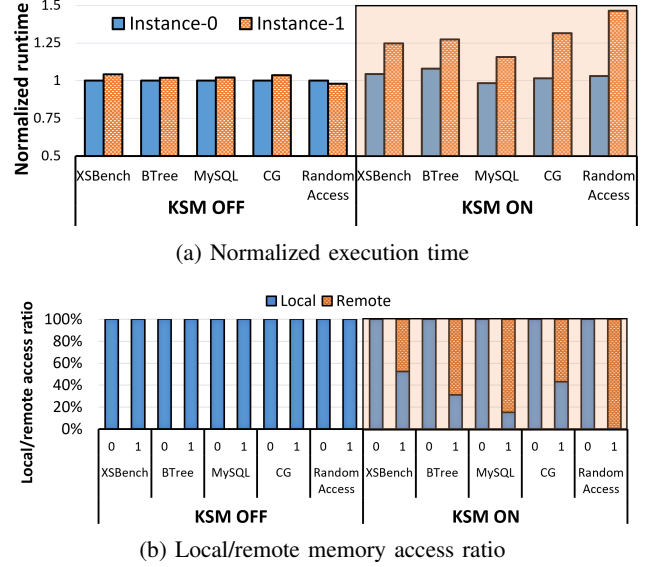 Normalized runtime
1.5
1.25
1
0.75
0.5
Instance-0 Instance-1
XSBench BTree MySQL CG Random Access XSBench BTree MySQL CG Random Access
KSM OFF KSM ON
(a) Normalized execution time
Local Remote
Local/remote access ratio
100%
80%
60%
40%
20%
0%
0 1 0 1 0 1 0 1 0 1 0 1 0 1 0 1 0 1 0 1
XSBench BTree MySQL CG Random Access XSBench BTree MySQL CG Random Access
KSM OFF KSM ON
(b) Local/remote memory access ratio